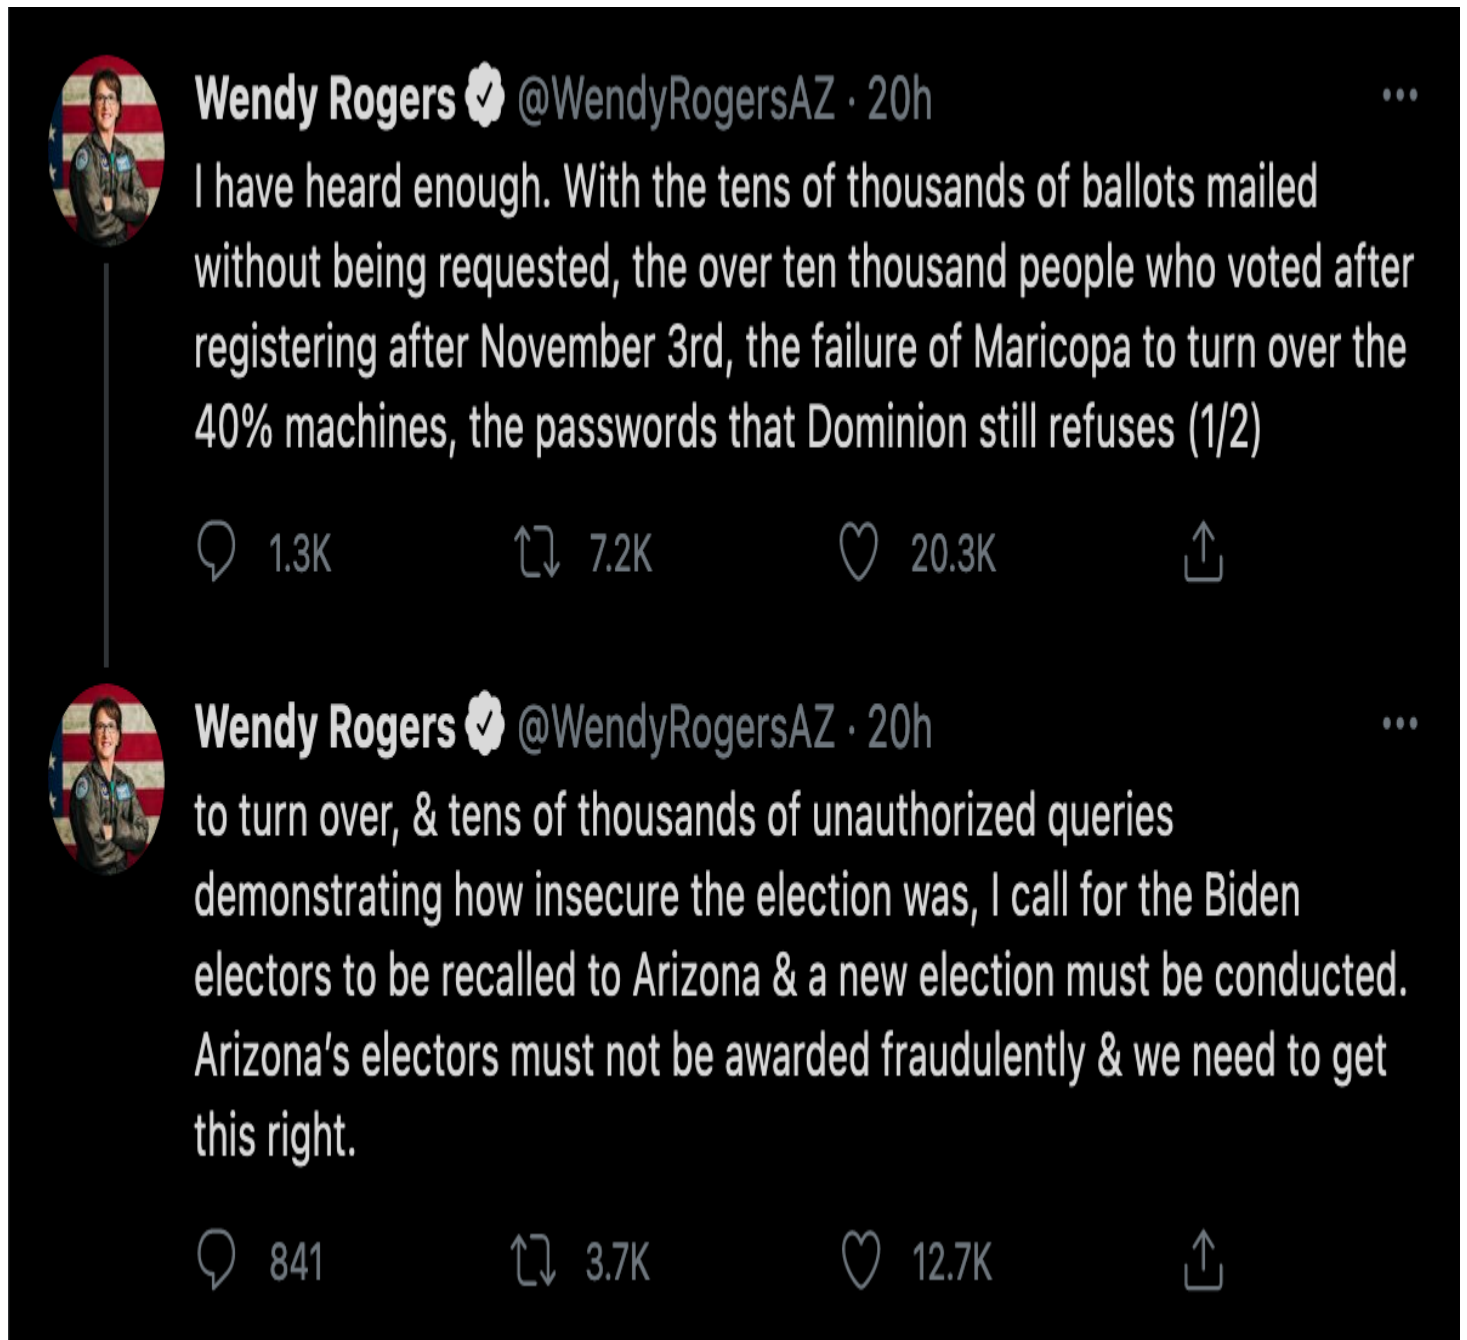 Wendy Rogers @WendyRogersAZ · 20h
I have heard enough. With the tens of thousands of ballots mailed
without being requested, the over ten thousand people who voted after
registering after November 3rd, the failure of Maricopa to turn over the
40% machines, the passwords that Dominion still refuses (1/2)
1.3K 7.2K 20.3K
Wendy Rogers @WendyRogersAZ · 20h
to turn over, & tens of thousands of unauthorized queries
demonstrating how insecure the election was, I call for the Biden
electors to be recalled to Arizona & a new election must be conducted.
Arizona’s electors must not be awarded fraudulently & we need to get
this right.
841 3.7K 12.7K